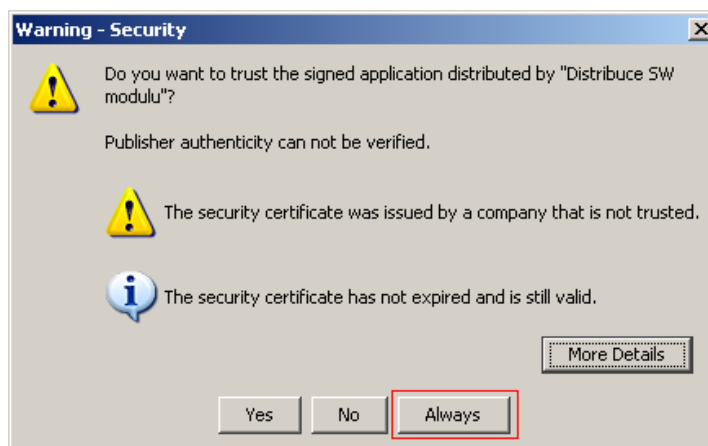 Warning - Security
Do you want to trust the signed application distributed by "Distribuce SW
modulu"?
Publisher authenticity can not be verified.
The security certificate was issued by a company that is not trusted.
The security certificate has not expired and is still valid.
More Details
Yes No Always